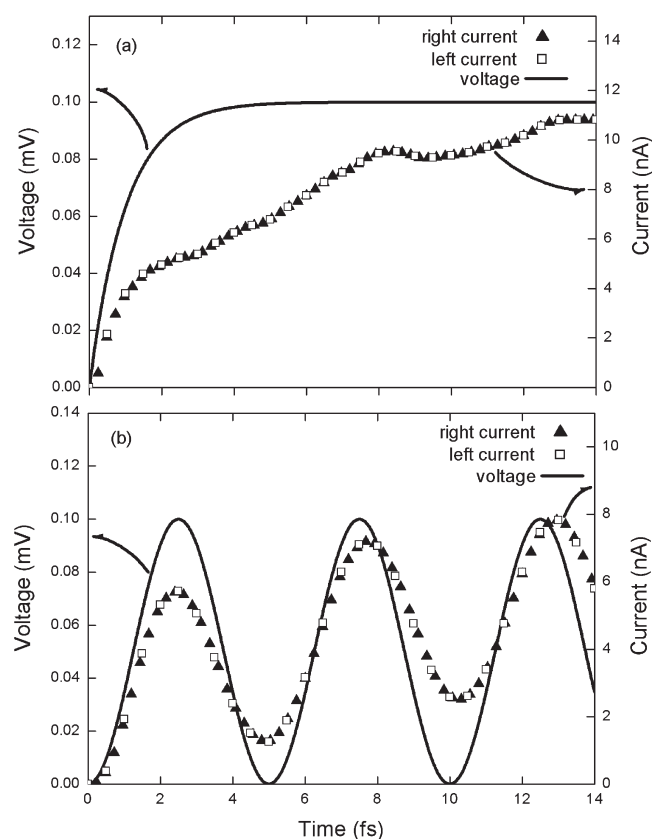 (a)
right current
left current
voltage
Voltage (mV)
0.12
0.10
0.08
0.06
0.04
0.02
0.00
Current (nA)
14
12
10
8
6
4
2
0
(b)
right current
left current
voltage
Voltage (mV)
0.14
0.12
0.10
0.08
0.06
0.04
0.02
0.00
Current (nA)
10
8
6
4
2
0
0 2 4 6 8 10 12 14
Time (fs)